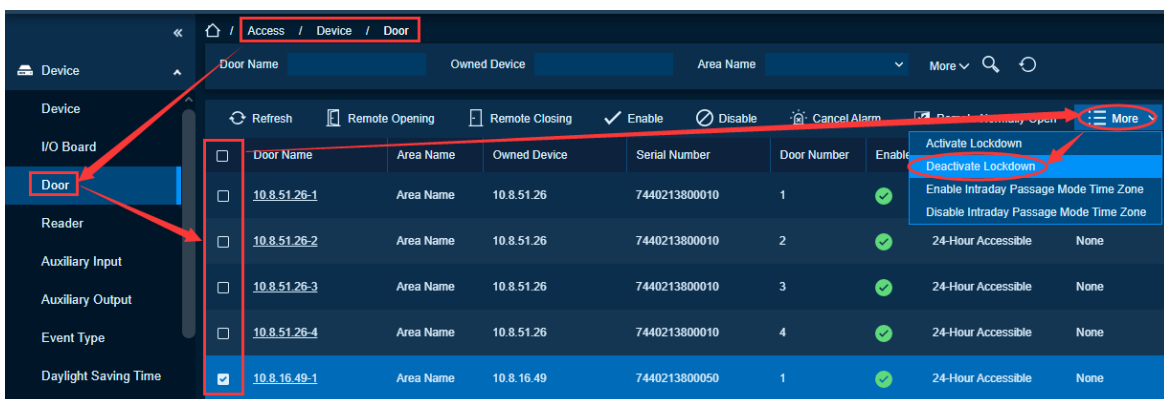 Access / Device / Door
Device
Door Name Owned Device Area Name More
Device
I/O Board
Door
Reader
Auxiliary Input
Auxiliary Output
Event Type
Daylight Saving Time
Refresh Remote Opening Remote Closing Enable Disable Cancel Alarm Remote Normally Open More
Activate Lockdown
Deactivate Lockdown
Enable Intraday Passage Mode Time Zone
Disable Intraday Passage Mode Time Zone
Door Name Area Name Owned Device Serial Number Door Number Enable
10.8.51.26-1 Area Name 10.8.51.26 7440213800010 1
10.8.51.26-2 Area Name 10.8.51.26 7440213800010 2 24-Hour Accessible None
10.8.51.26-3 Area Name 10.8.51.26 7440213800010 3 24-Hour Accessible None
10.8.51.26-4 Area Name 10.8.51.26 7440213800010 4 24-Hour Accessible None
10.8.16.49-1 Area Name 10.8.16.49 7440213800050 1 24-Hour Accessible None